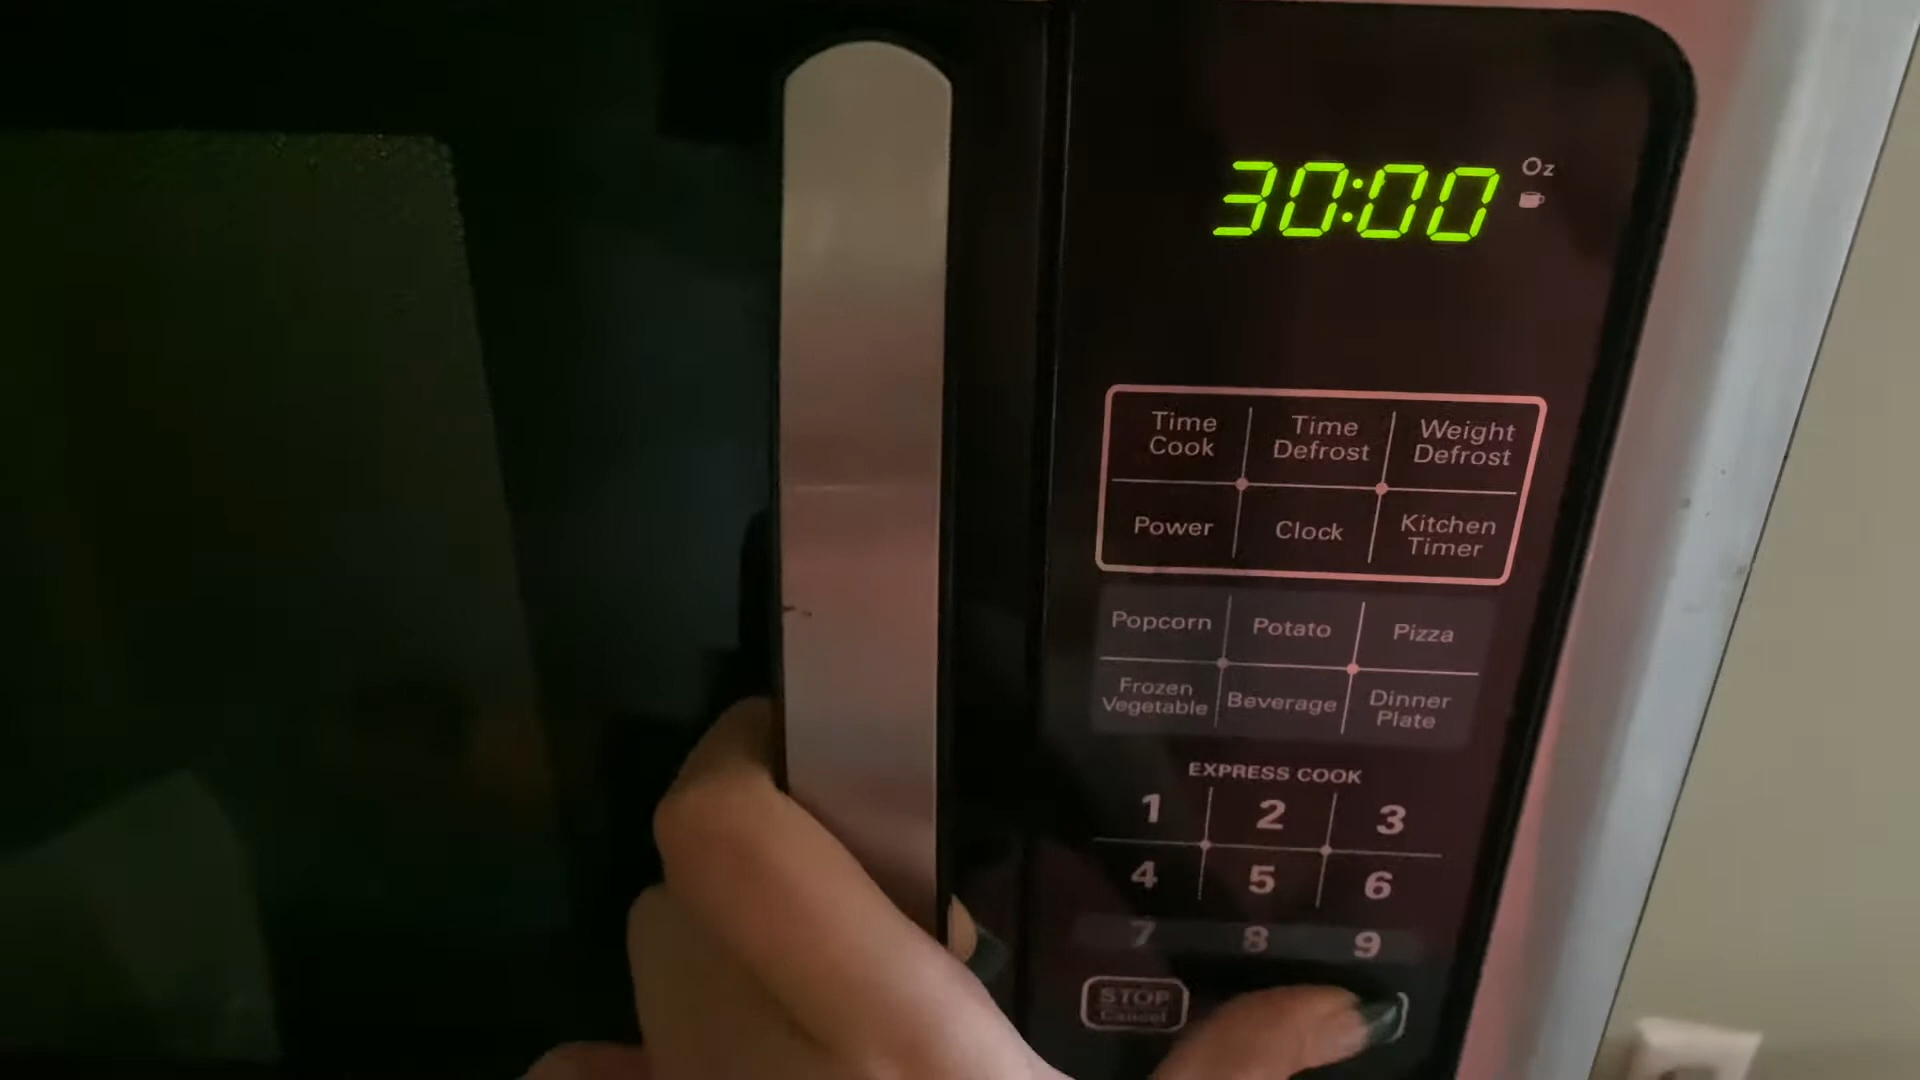 30:00
Oz
Time Cook
Time Defrost
Weight Defrost
Power
Clock
Kitchen Timer
Popcorn
Potato
Pizza
Frozen Vegetable
Beverage
Dinner Plate
EXPRESS COOK
1 2 3
4 5 6
7 8 9
STOP
Cancel